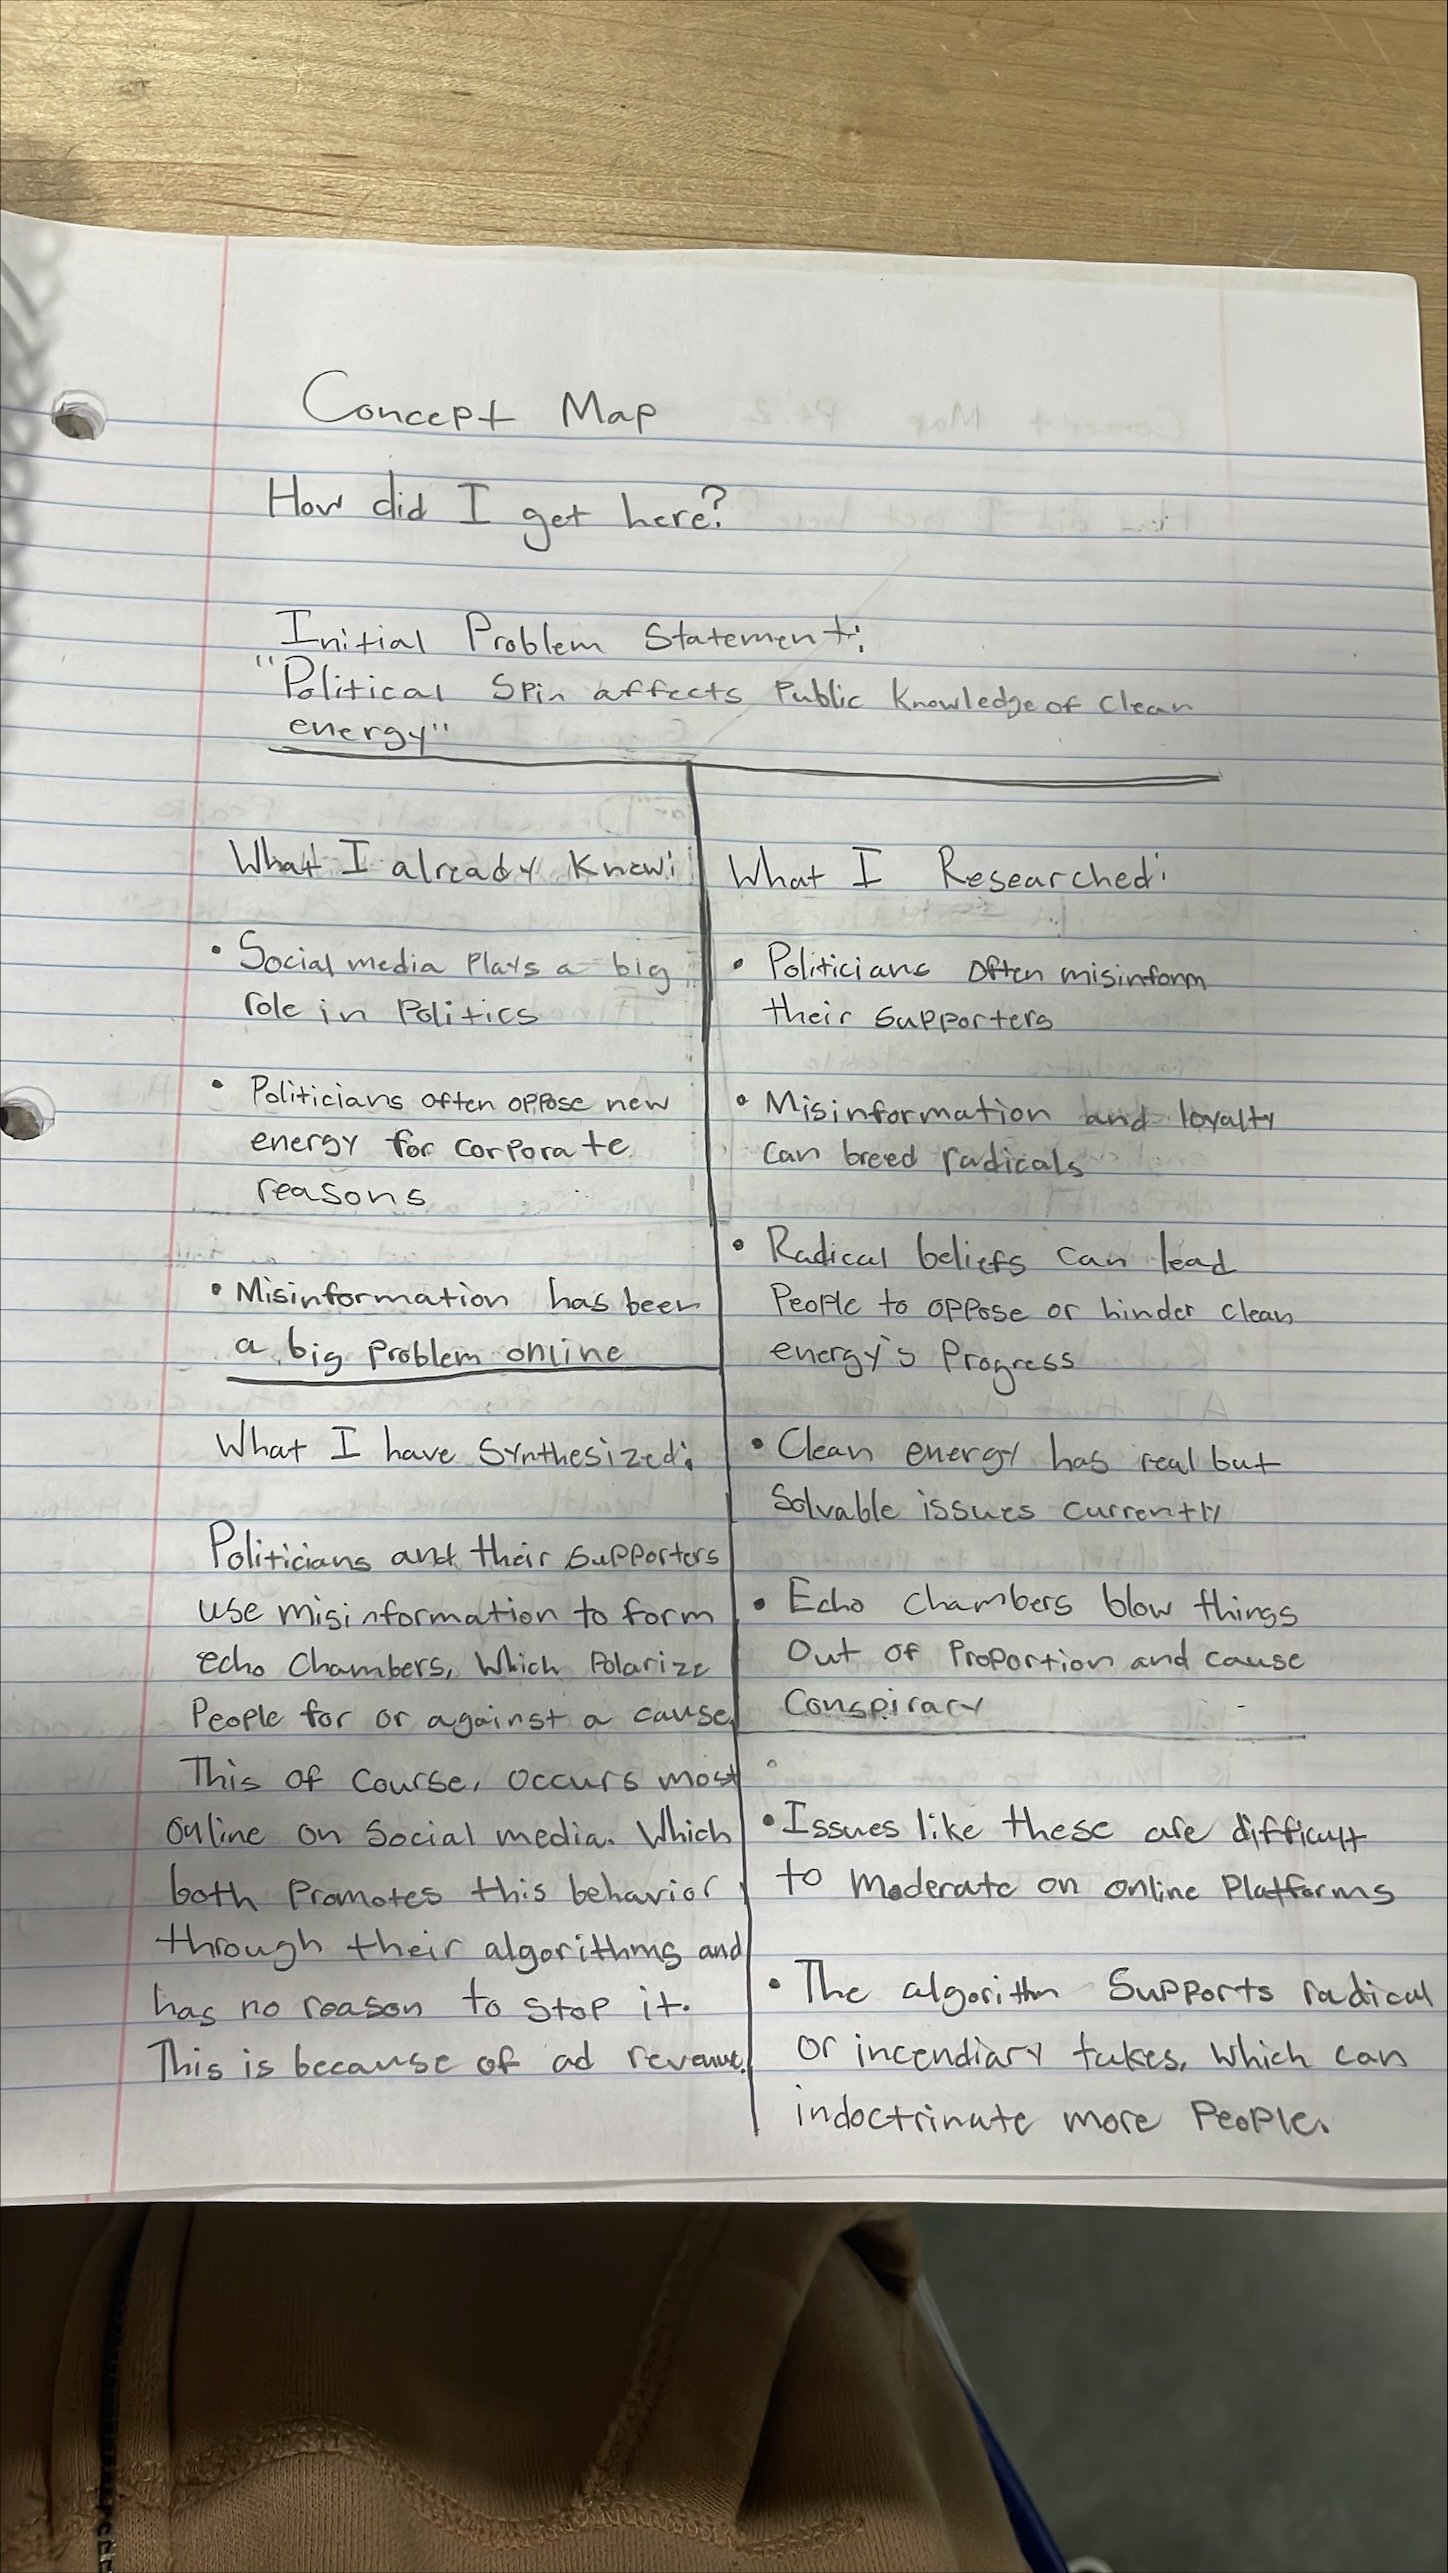 Concept Map
How did I get here?
Initial Problem Statement:
"Political Spin affects Public Knowledge of Clean
energy"
What I already Know:
• Social media Plays a big
role in Politics
• Politicians often oppose new
energy for corporate
reasons
• Misinformation has been
a big Problem online
What I have Synthesized:
Politicians and their Supporters
use misinformation to form
echo Chambers, Which Polarize
People for or against a cause.
This of Course, occurs most
online on Social media. Which
both Promotes this behavior
through their algorithms and
has no reason to stop it.
This is because of ad revenue.
What I Researched:
• Politicians Often misinform
their Supporters
• Misinformation and loyalty
Can breed radicals
• Radical beliefs can lead
People to oppose or hinder clean
energy's Progress
• Clean energy has real but
Solvable issues currently
• Echo Chambers blow things
Out of Proportion and cause
Conspiracy
• Issues like these are difficult
to Moderate on online Platforms
• The algorithm Supports radical
or incendiary takes, Which can
indoctrinate more People.